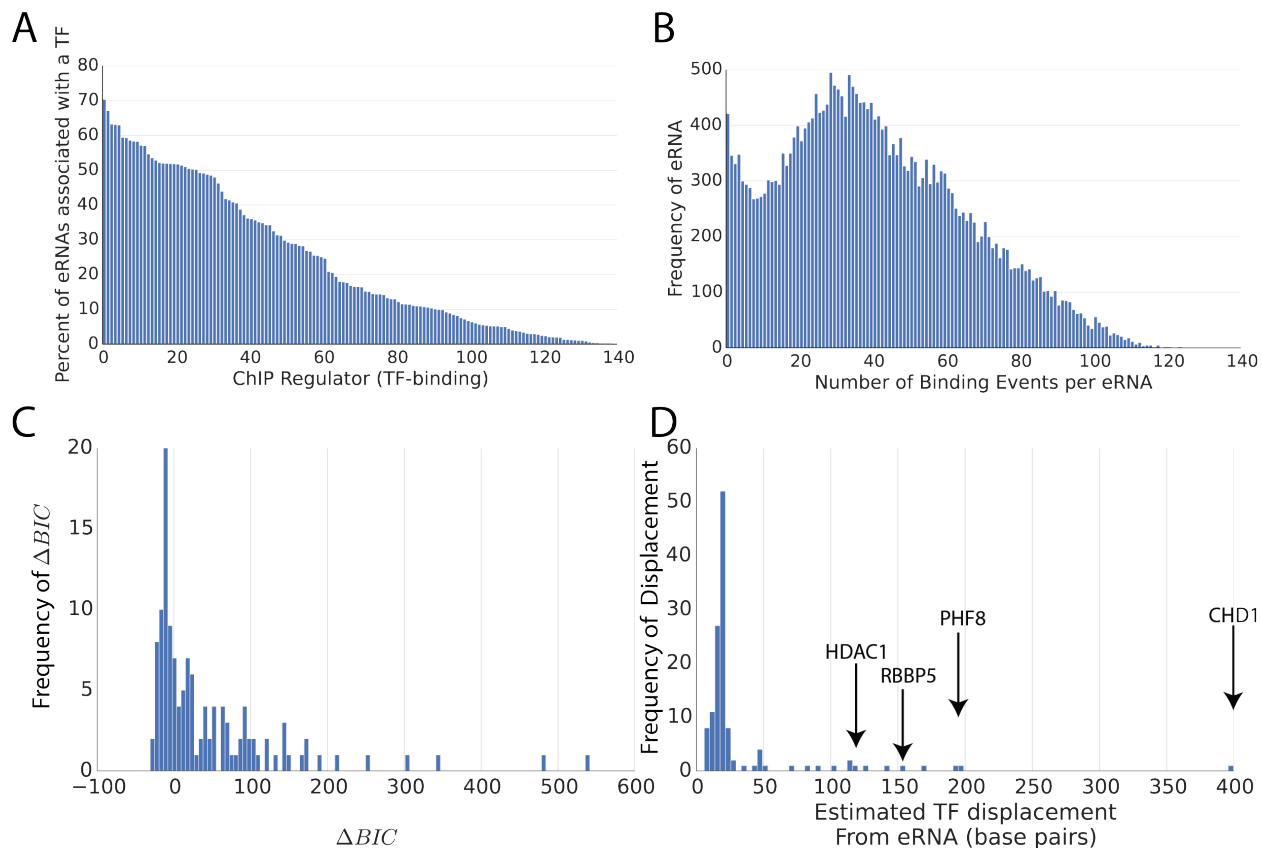 A
Percent of eRNAs associated with a TF
80
70
60
50
40
30
20
10
0
0 20 40 60 80 100 120 140
ChIP Regulator (TF-binding)
B
Frequency of eRNA
500
400
300
200
100
0
0 20 40 60 80 100 120 140
Number of Binding Events per eRNA
C
Frequency of ΔBIC
20
15
10
5
0
−100 0 100 200 300 400 500 600
ΔBIC
D
Frequency of Displacement
60
50
40
30
20
10
0
HDAC1
RBBP5
PHF8
CHD1
0 50 100 150 200 250 300 350 400
Estimated TF displacement
From eRNA (base pairs)